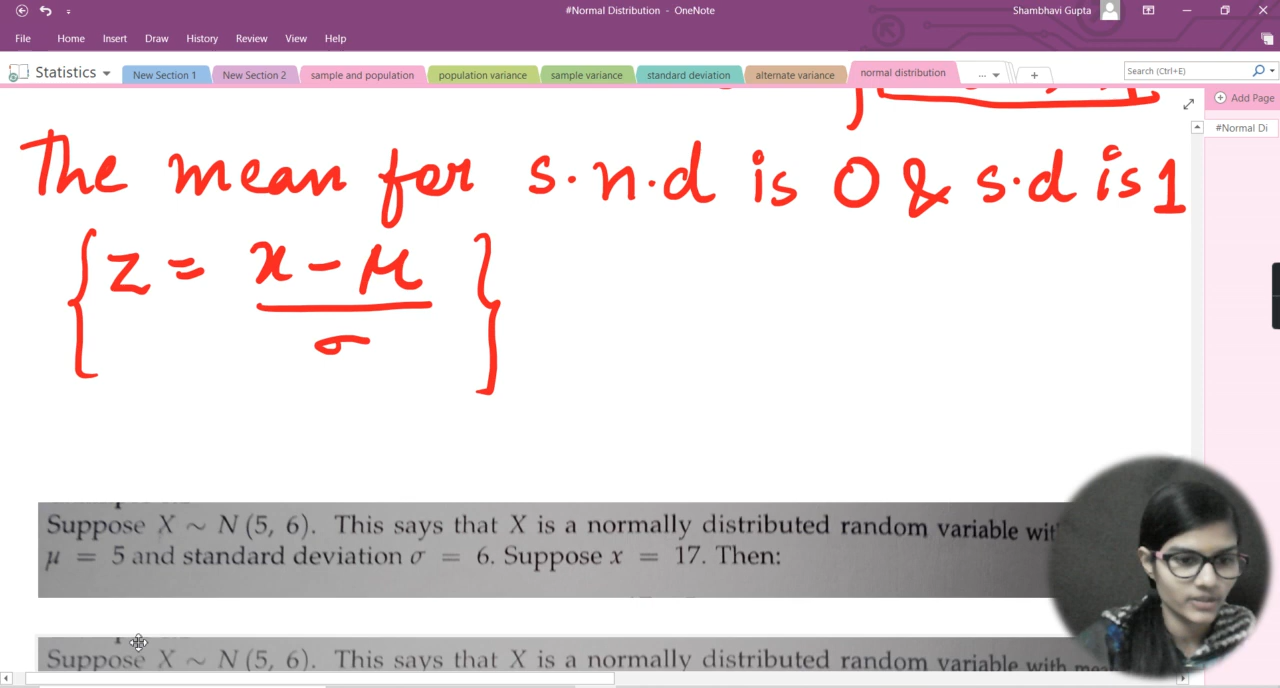 #Normal Distribution - OneNote
Shambhavi Gupta
File Home Insert Draw History Review View Help
Statistics
New Section 1
New Section 2
sample and population
population variance
sample variance
standard deviation
alternate variance
normal distribution
...
+
Search (Ctrl+E)
Add Page
#Normal Di
The mean for s.n.d is 0 & s.d is 1
{ z = x - μ / σ }
Suppose X ~ N (5, 6). This says that X is a normally distributed random variable wit
μ = 5 and standard deviation σ = 6. Suppose x = 17. Then:
Suppose X ~ N (5, 6). This says that X is a normally distributed random variable with mea